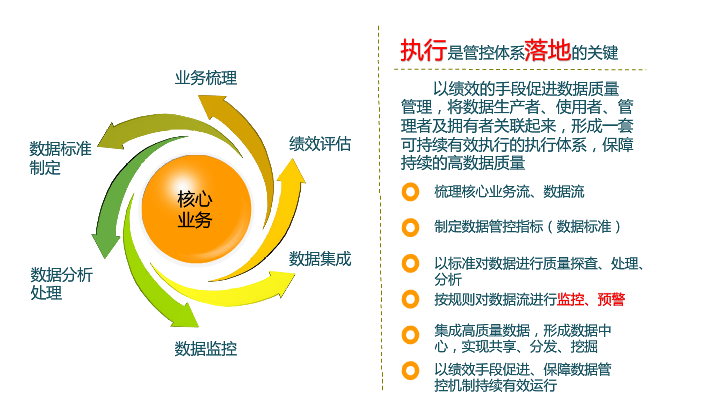 业务梳理
数据标准
制定
绩效评估
核心
业务
数据分析
处理
数据集成
数据监控
执行是管控体系落地的关键
以绩效的手段促进数据质量
管理，将数据生产者、使用者、管
理者及拥有者关联起来，形成一套
可持续有效执行的执行体系，保障
持续的高数据质量
梳理核心业务流、数据流
制定数据管控指标（数据标准）
以标准对数据进行质量探查、处理、
分析
按规则对数据流进行监控、预警
集成高质量数据，形成数据中
心，实现共享、分发、挖掘
以绩效手段促进、保障数据管
控机制持续有效运行